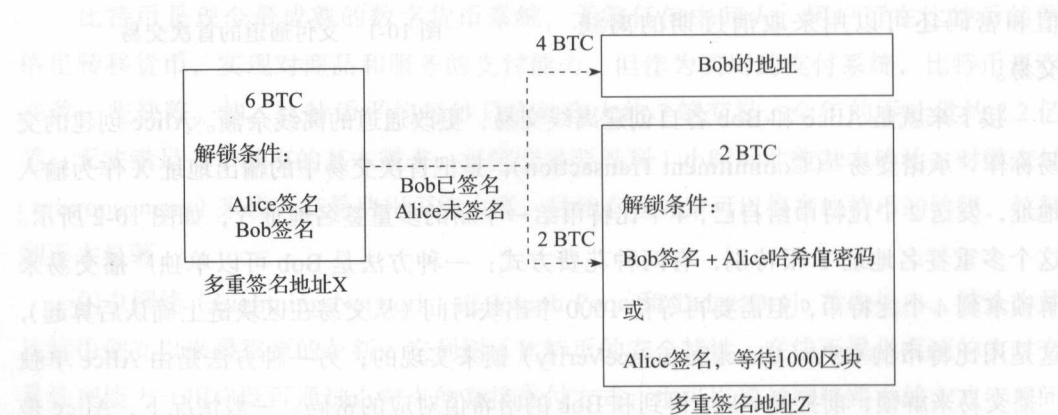 6 BTC
解锁条件：
Alice签名
Bob签名
多重签名地址X
Bob已签名
Alice未签名
4 BTC
Bob的地址
2 BTC
2 BTC
解锁条件：
Bob签名＋Alice哈希值密码
或
Alice签名，等待1000区块
多重签名地址Z